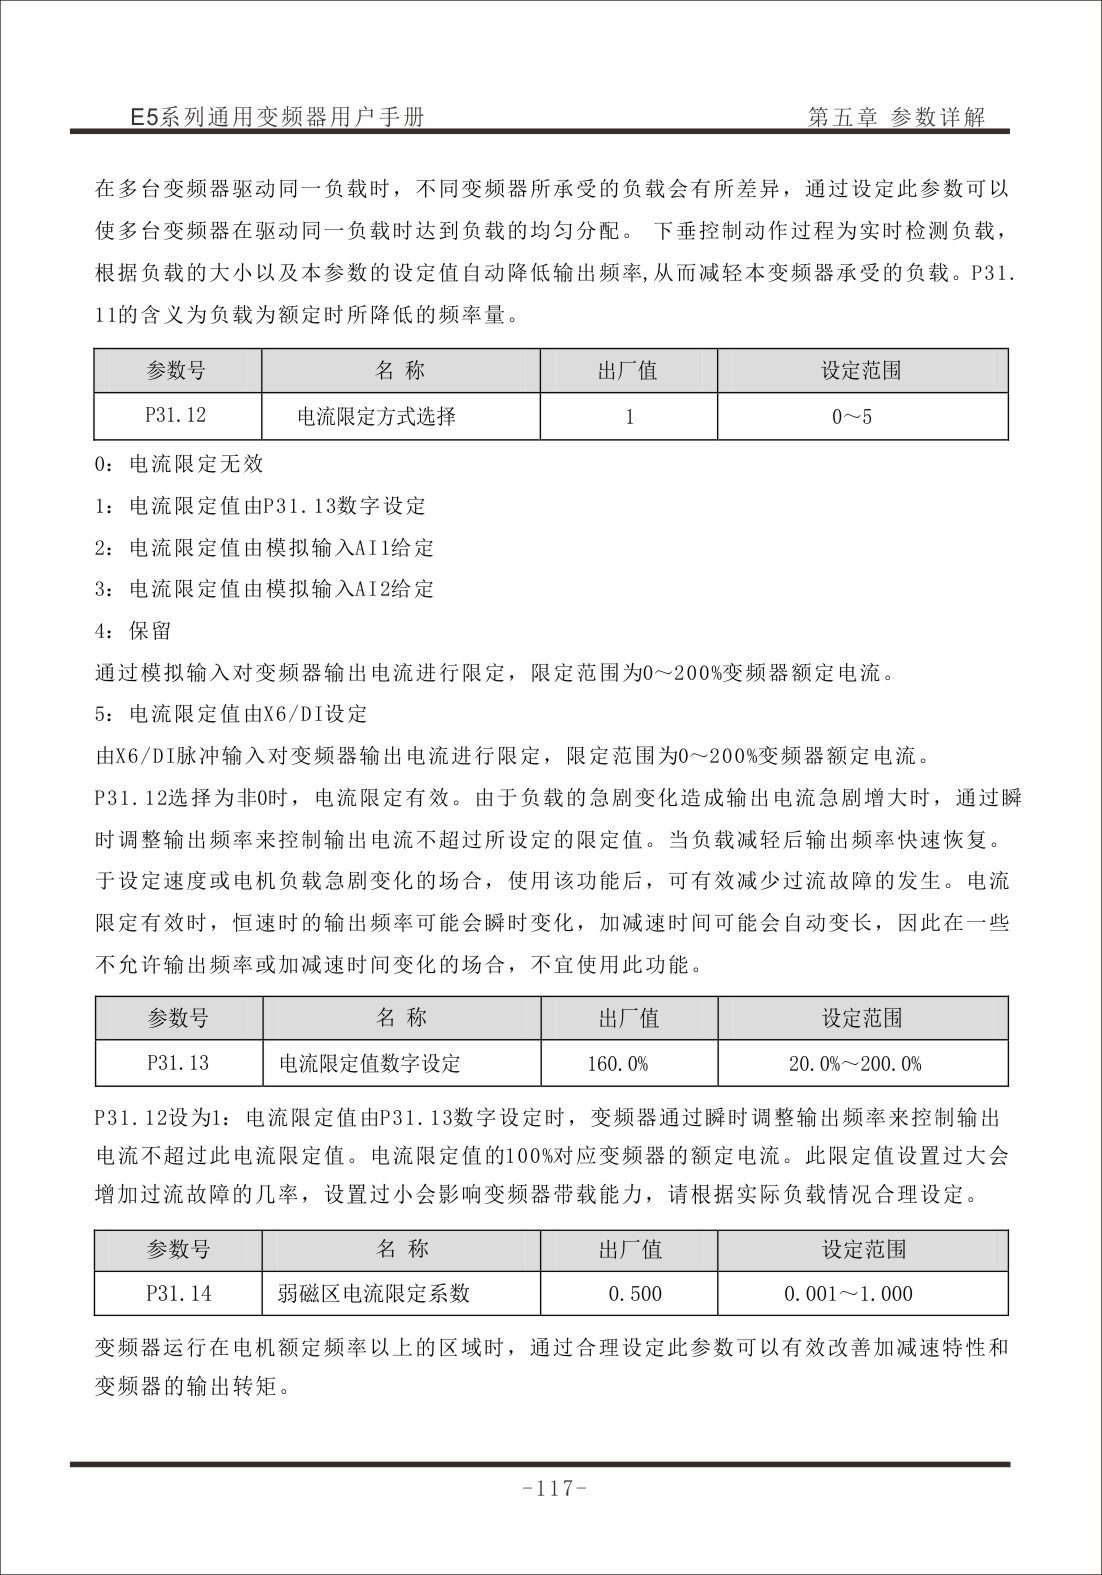 E5系列通用变频器用户手册 第五章 参数详解
在多台变频器驱动同一负载时，不同变频器所承受的负载会有所差异，通过设定此参数可以
使多台变频器在驱动同一负载时达到负载的均匀分配。 下垂控制动作过程为实时检测负载，
根据负载的大小以及本参数的设定值自动降低输出频率,从而减轻本变频器承受的负载。P31.
11的含义为负载为额定时所降低的频率量。
参数号 名 称 出厂值 设定范围
P31.12 电流限定方式选择 1 0～5
0：电流限定无效
1：电流限定值由P31.13数字设定
2：电流限定值由模拟输入AI1给定
3：电流限定值由模拟输入AI2给定
4：保留
通过模拟输入对变频器输出电流进行限定，限定范围为0～200%变频器额定电流。
5：电流限定值由X6/DI设定
由X6/DI脉冲输入对变频器输出电流进行限定，限定范围为0～200%变频器额定电流。
P31.12选择为非0时，电流限定有效。由于负载的急剧变化造成输出电流急剧增大时，通过瞬
时调整输出频率来控制输出电流不超过所设定的限定值。当负载减轻后输出频率快速恢复。
于设定速度或电机负载急剧变化的场合，使用该功能后，可有效减少过流故障的发生。电流
限定有效时，恒速时的输出频率可能会瞬时变化，加减速时间可能会自动变长，因此在一些
不允许输出频率或加减速时间变化的场合，不宜使用此功能。
参数号 名 称 出厂值 设定范围
P31.13 电流限定值数字设定 160.0% 20.0%～200.0%
P31.12设为1：电流限定值由P31.13数字设定时，变频器通过瞬时调整输出频率来控制输出
电流不超过此电流限定值。电流限定值的100%对应变频器的额定电流。此限定值设置过大会
增加过流故障的几率，设置过小会影响变频器带载能力，请根据实际负载情况合理设定。
参数号 名 称 出厂值 设定范围
P31.14 弱磁区电流限定系数 0.500 0.001～1.000
变频器运行在电机额定频率以上的区域时，通过合理设定此参数可以有效改善加减速特性和
变频器的输出转矩。
-117-